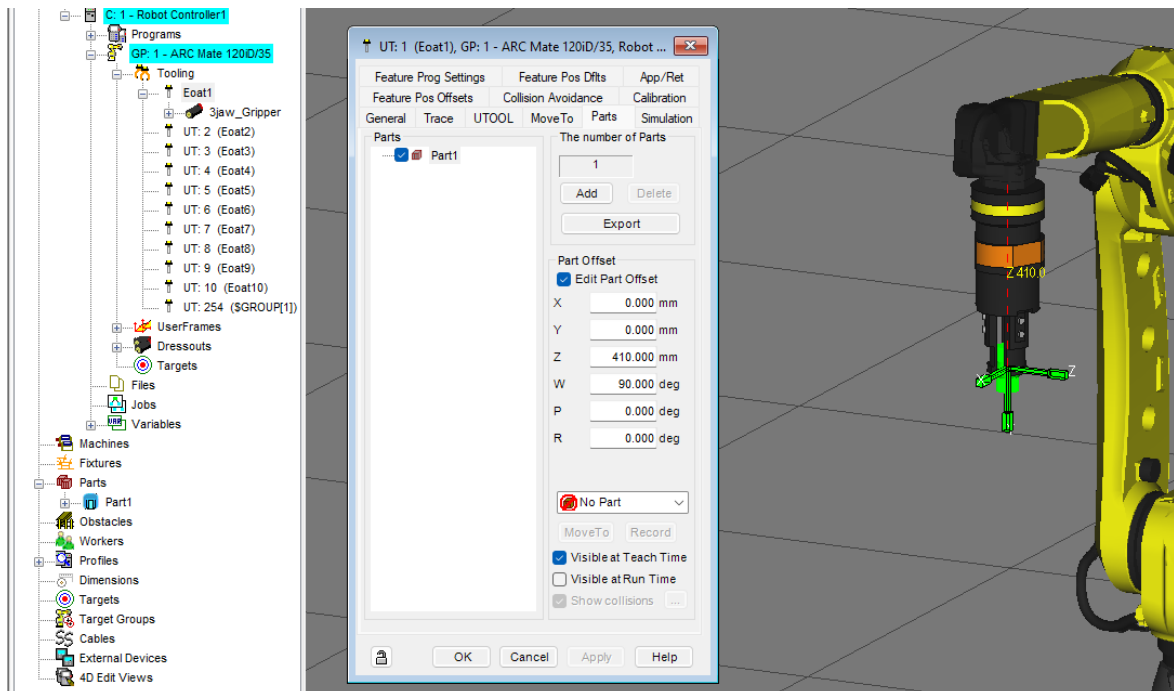 C: 1 - Robot Controller1
Programs
GP: 1 - ARC Mate 120iD/35
Tooling
Eoat1
3jaw_Gripper
UT: 2 (Eoat2)
UT: 3 (Eoat3)
UT: 4 (Eoat4)
UT: 5 (Eoat5)
UT: 6 (Eoat6)
UT: 7 (Eoat7)
UT: 8 (Eoat8)
UT: 9 (Eoat9)
UT: 10 (Eoat10)
UT: 254 ($GROUP[1])
UserFrames
Dressouts
Targets
Files
Jobs
Variables
Machines
Fixtures
Parts
Part1
Obstacles
Workers
Profiles
Dimensions
Targets
Target Groups
Cables
External Devices
4D Edit Views
UT: 1 (Eoat1), GP: 1 - ARC Mate 120iD/35, Robot ...
Feature Prog Settings Feature Pos Dflts App/Ret
Feature Pos Offsets Collision Avoidance Calibration
General Trace UTOOL MoveTo Parts Simulation
Parts
Part1
The number of Parts
1
Add Delete
Export
Part Offset
Edit Part Offset
X 0.000 mm
Y 0.000 mm
Z 410.000 mm
W 90.000 deg
P 0.000 deg
R 0.000 deg
No Part
MoveTo Record
Visible at Teach Time
Visible at Run Time
Show collisions ...
OK Cancel Apply Help
Z 410.0
Z